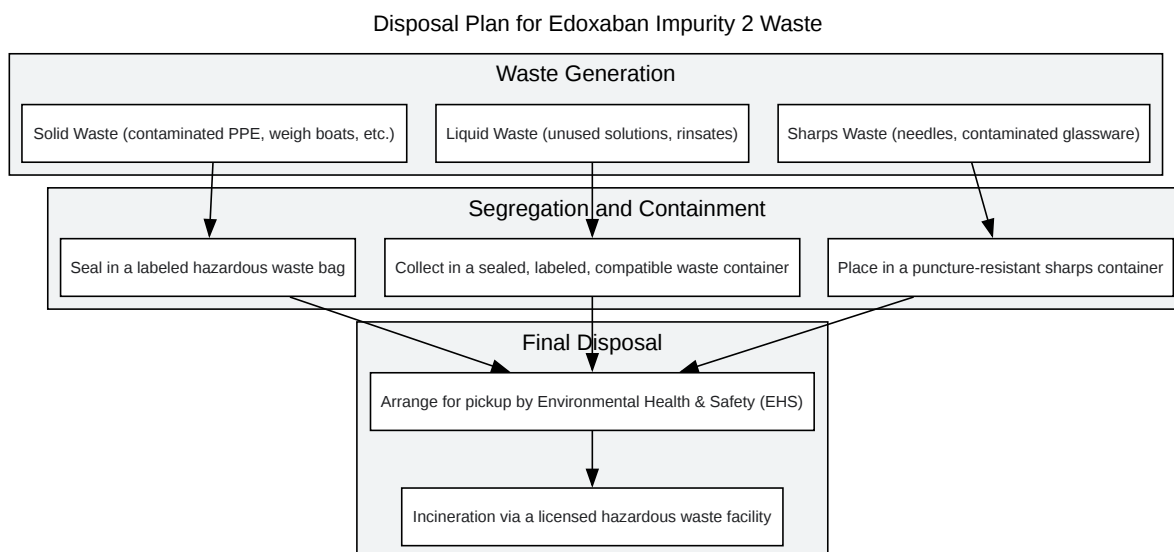 Disposal Plan for Edoxaban Impurity 2 Waste
Waste Generation
Solid Waste (contaminated PPE, weigh boats, etc.)
Liquid Waste (unused solutions, rinsates)
Sharps Waste (needles, contaminated glassware)
Segregation and Containment
Seal in a labeled hazardous waste bag
Collect in a sealed, labeled, compatible waste container
Place in a puncture-resistant sharps container
Final Disposal
Arrange for pickup by Environmental Health & Safety (EHS)
Incineration via a licensed hazardous waste facility